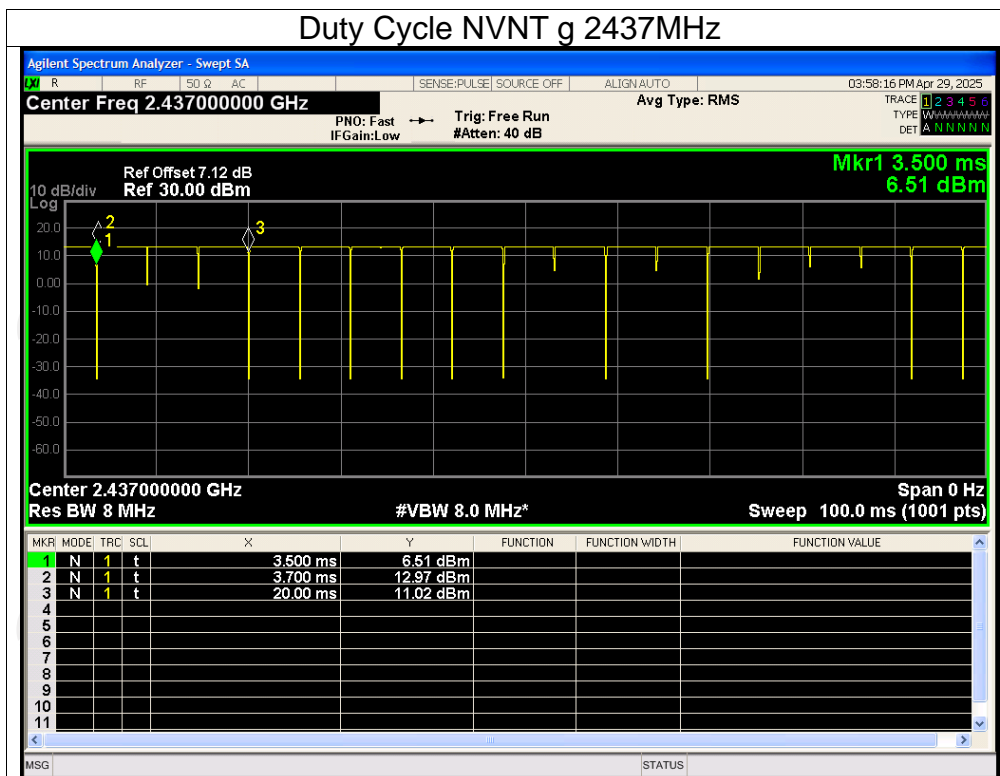 Duty Cycle NVNT g 2437MHz
Agilent Spectrum Analyzer - Swept SA
LXI R RF 50 Ω AC SENSE:PULSE SOURCE OFF ALIGN AUTO 03:58:16 PM Apr 29, 2025
Center Freq 2.437000000 GHz Avg Type: RMS TRACE 1 2 3 4 5 6
PNO: Fast Trig: Free Run TYPE WWWWWW
IFGain:Low #Atten: 40 dB DET A N N N N N
Mkr1 3.500 ms
Ref Offset 7.12 dB
10 dB/div Ref 30.00 dBm 6.51 dBm
Log
20.0
10.0
0.00
-10.0
-20.0
-30.0
-40.0
-50.0
-60.0
2
1
3
Center 2.437000000 GHz Span 0 Hz
Res BW 8 MHz #VBW 8.0 MHz* Sweep 100.0 ms (1001 pts)
MKR MODE TRC SCL X Y FUNCTION FUNCTION WIDTH FUNCTION VALUE
1 N 1 t 3.500 ms 6.51 dBm
2 N 1 t 3.700 ms 12.97 dBm
3 N 1 t 20.00 ms 11.02 dBm
4
5
6
7
8
9
10
11
MSG STATUS